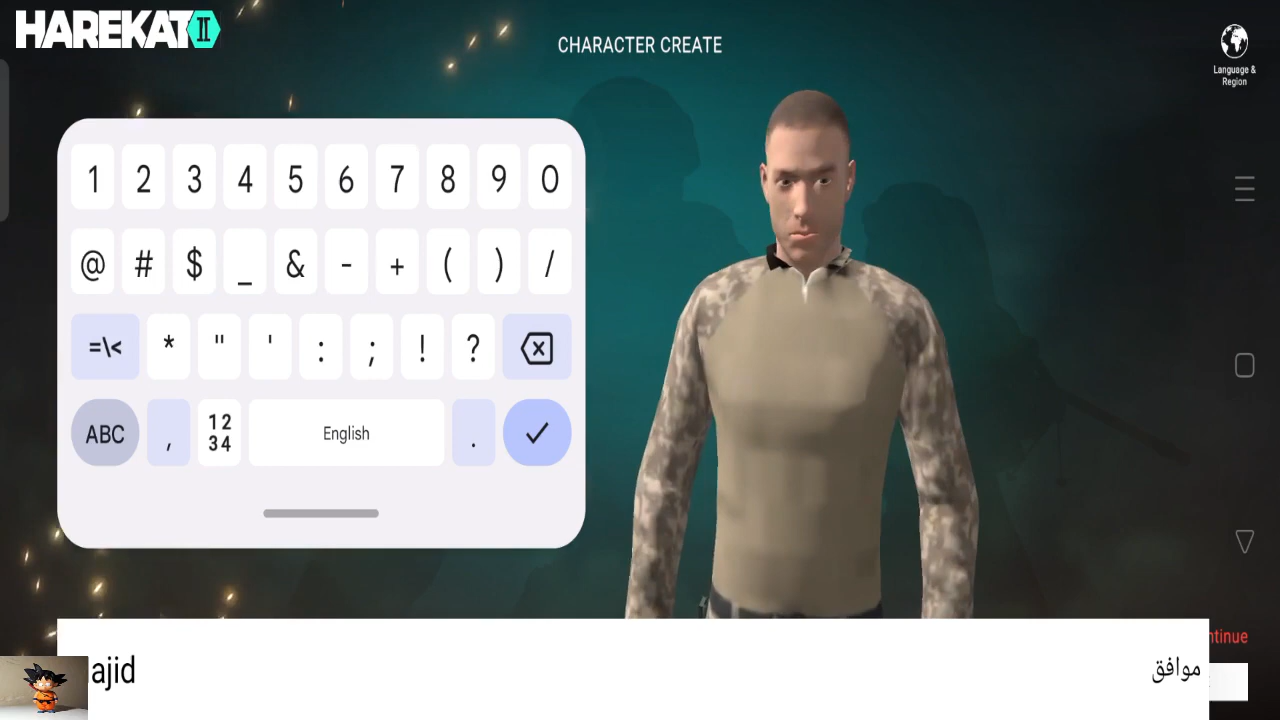 HAREKAT II
CHARACTER CREATE
Language &
Region
1 2 3 4 5 6 7 8 9 0
@ # $ _ & - + ( ) /
=\< * " ' : ; ! ?
ABC , 12 34 English .
ajid
موافق
ntinue